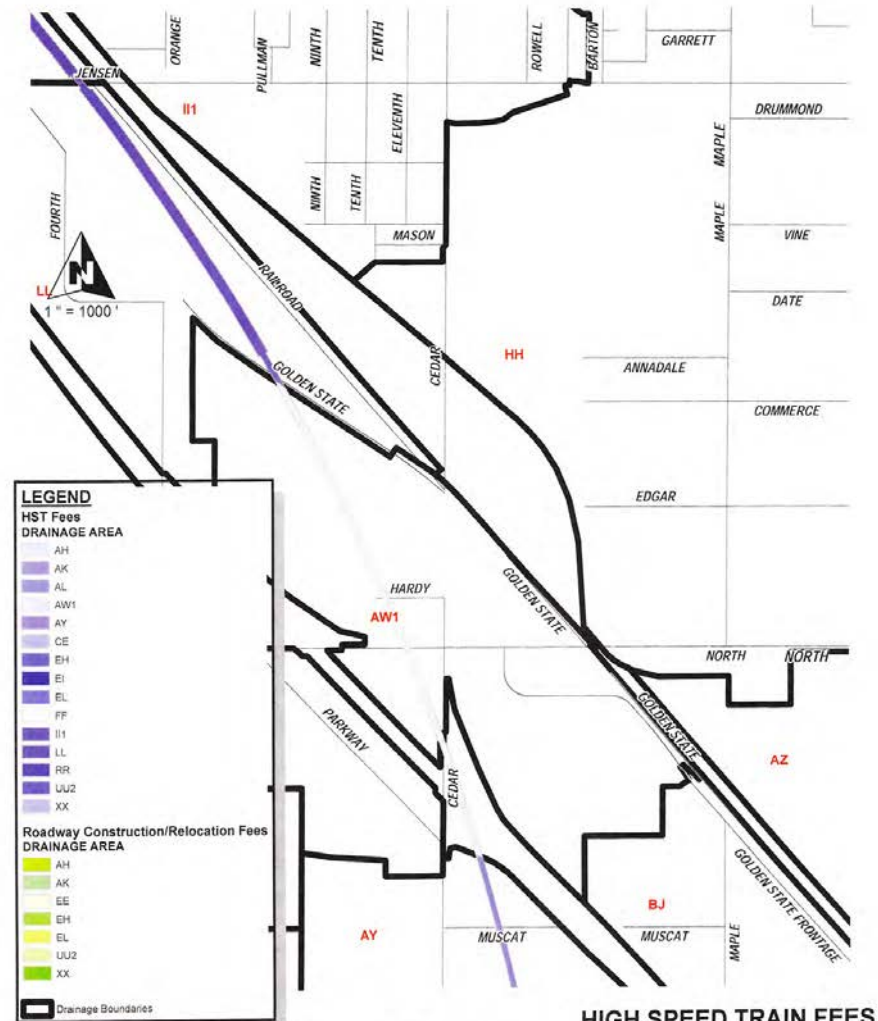 ORANGE
PULLMAN
NINTH
TENTH
ROWELL
BARTON
GARRETT
JENSEN
II1
ELEVENTH
MAPLE
DRUMMOND
FOURTH
NINTH
TENTH
MASON
MAPLE
VINE
N
LL
1 " = 1000 '
RAILROAD
DATE
CEDAR
HH
GOLDEN STATE
ANNADALE
COMMERCE
EDGAR
LEGEND
HST Fees
DRAINAGE AREA
AH
AK
AL
AW1
AY
CE
EH
EI
EL
FF
II1
LL
RR
UU2
XX
Roadway Construction/Relocation Fees
DRAINAGE AREA
AH
AK
EE
EH
EL
UU2
XX
Drainage Boundaries
HARDY
AW1
GOLDEN STATE
NORTH
NORTH
PARKWAY
GOLDEN STATE
AZ
CEDAR
GOLDEN STATE FRONTAGE
BJ
AY
MUSCAT
MUSCAT
MAPLE
HIGH SPEED TRAIN FEES